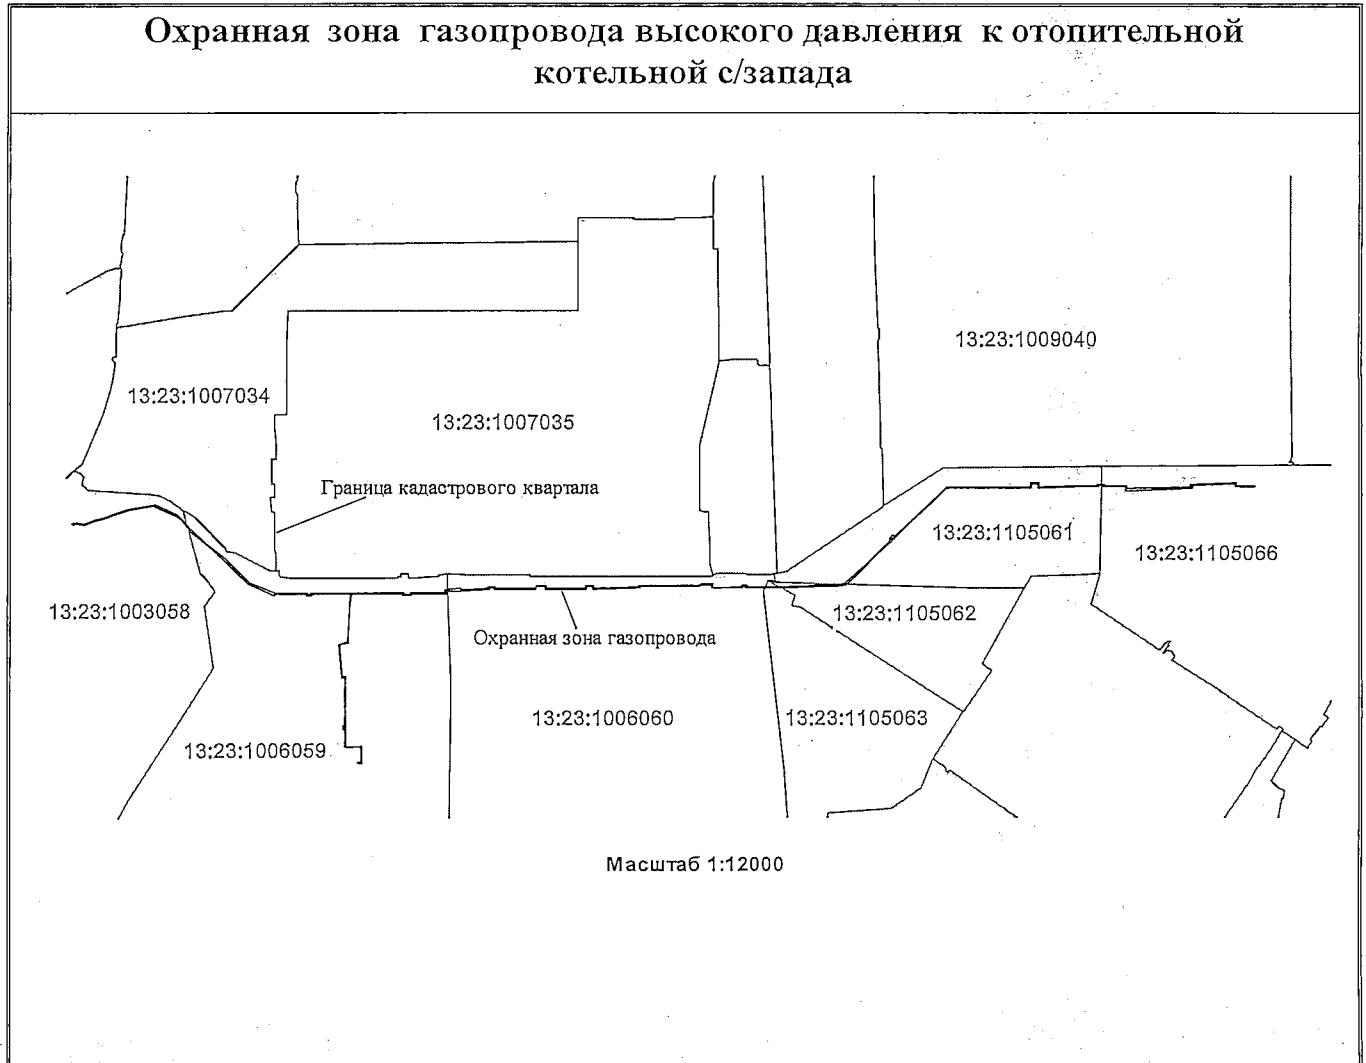 Охранная зона газопровода высокого давления к отопительной
котельной с/запада
13:23:1009040
13:23:1007034
13:23:1007035
Граница кадастрового квартала
13:23:1105061
13:23:1105066
13:23:1003058
13:23:1105062
Охранная зона газопровода
13:23:1006060
13:23:1105063
13:23:1006059
Масштаб 1:12000